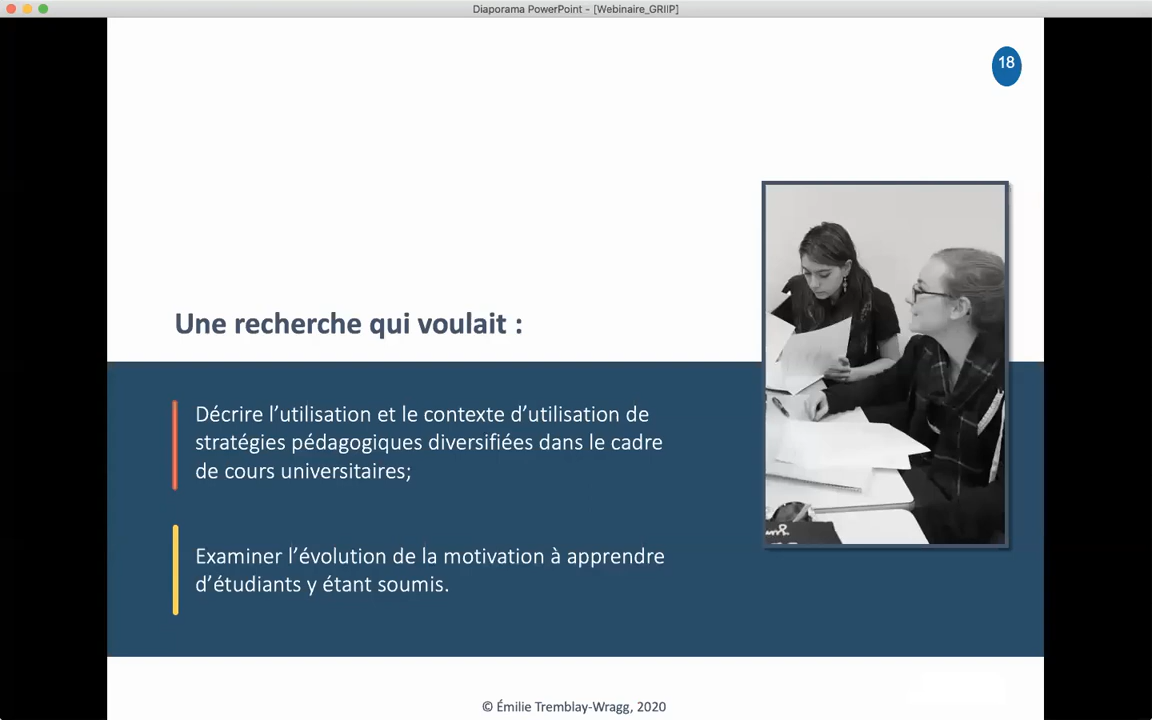 Diaporama PowerPoint - [Webinaire_GRIIP]
18
Une recherche qui voulait :
Décrire l’utilisation et le contexte d’utilisation de
stratégies pédagogiques diversifiées dans le cadre
de cours universitaires;
Examiner l’évolution de la motivation à apprendre
d’étudiants y étant soumis.
© Émilie Tremblay-Wragg, 2020